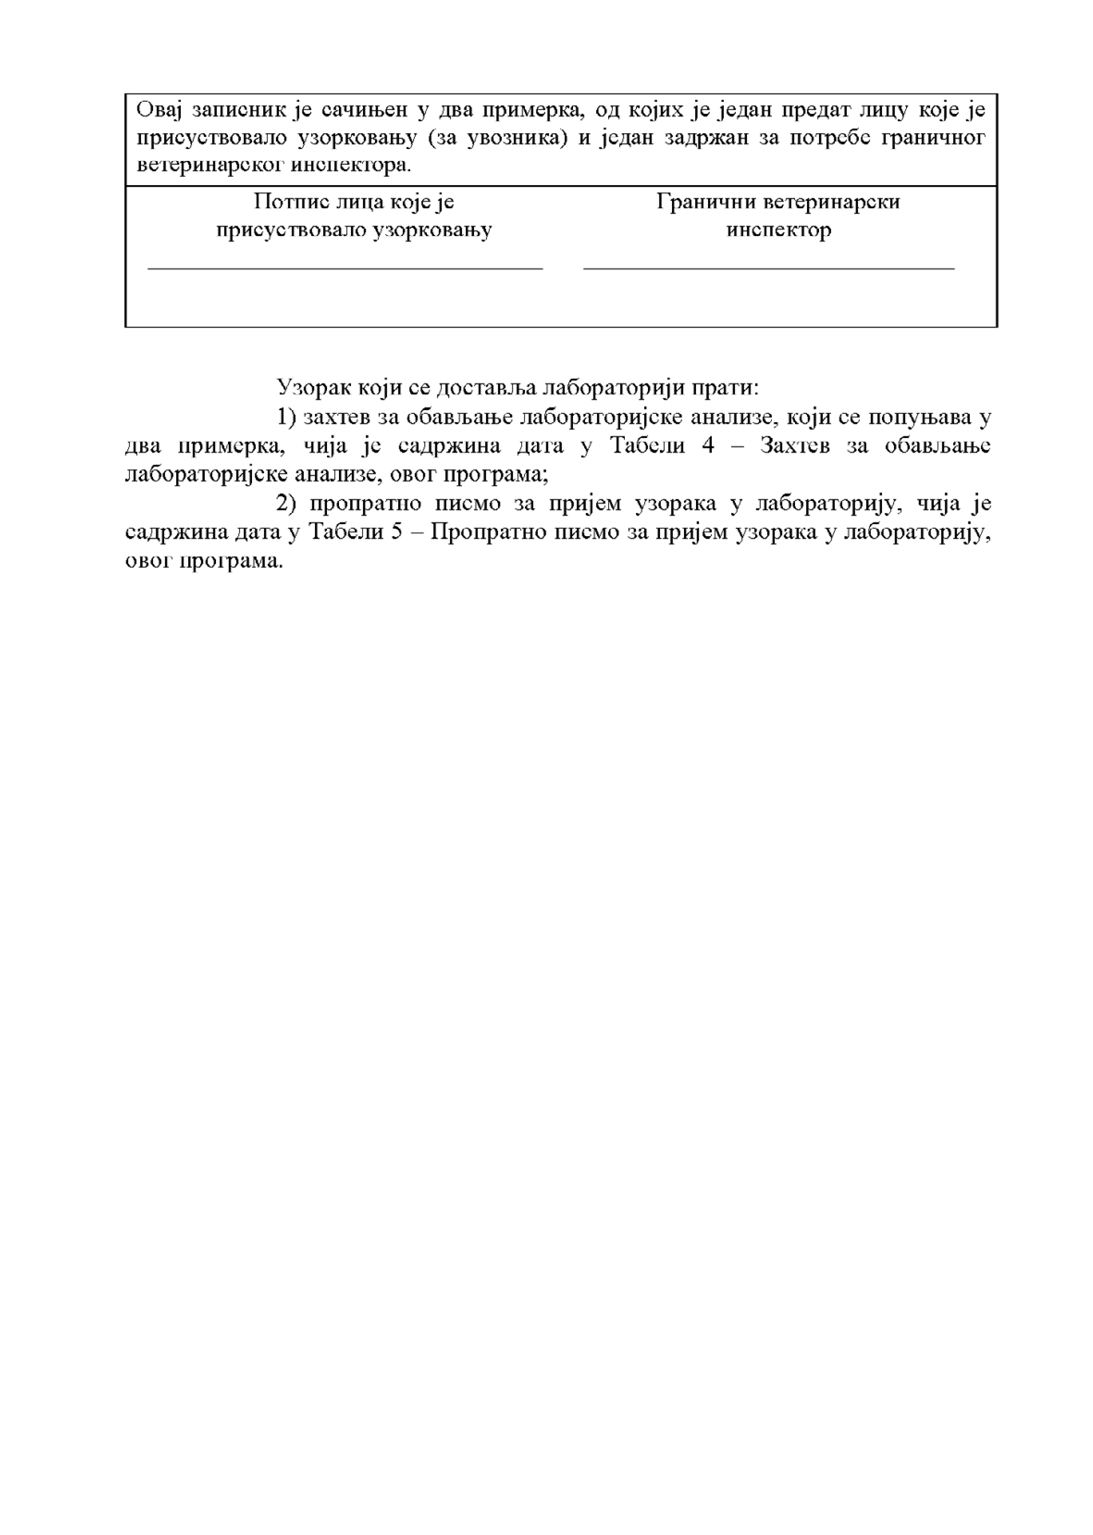 Овај записник је сачињен у два примерка, од којих је један предат лицу које је
присуствовало узорковању (за увозника) и један задржан за потребе граничног
ветеринарског инспектора.
Потпис лица које је
присуствовало узорковању
Гранични ветеринарски
инспектор
Узорак који се доставља лабораторији прати:
1) захтев за обављање лабораторијске анализе, који се попуњава у
два примерка, чија је садржина дата у Табели 4 – Захтев за обављање
лабораторијске анализе, овог програма;
2) пропратно писмо за пријем узорака у лабораторију, чија је
садржина дата у Табели 5 – Пропратно писмо за пријем узорака у лабораторију,
овог програма.